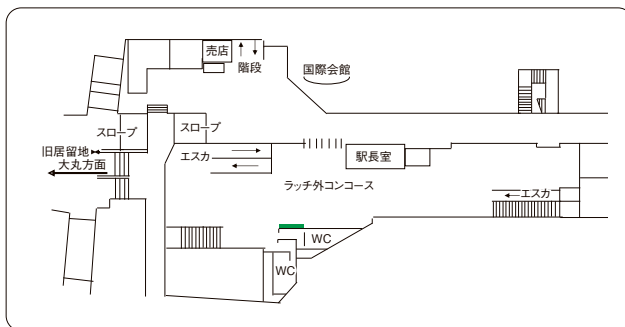 売店
階段
国際会館
スロープ
スロープ
旧居留地
大丸方面
エスカ
駅長室
ラッチ外コンコース
エスカ
WC
WC